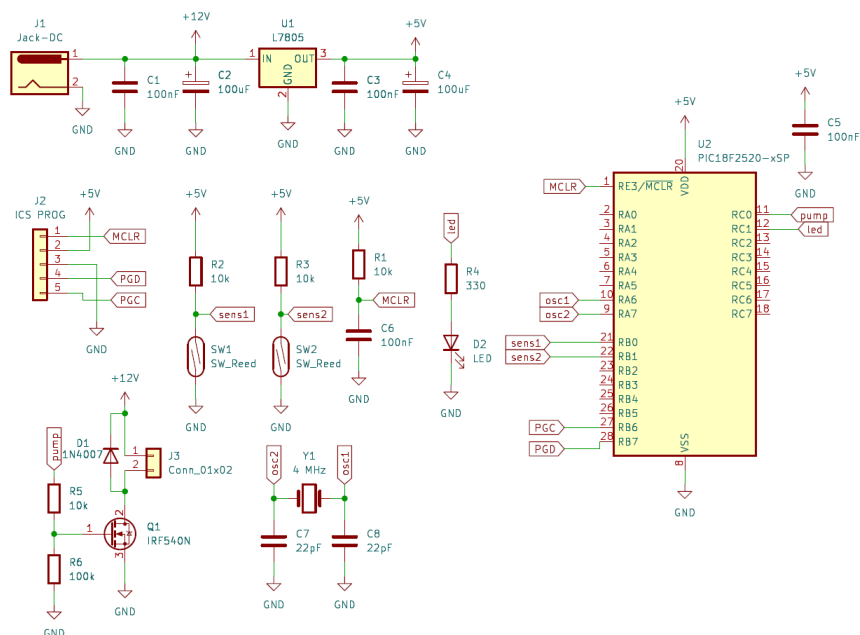 J1
Jack-DC
1
2
GND
C1
100nF
GND
+12V
C2
100uF
+
GND
U1
L7805
1
IN
OUT
3
GND
2
GND
C3
100nF
GND
+5V
C4
100uF
+
GND
J2
ICS PROG
1
2
3
4
5
+5V
MCLR
PGD
PGC
GND
+5V
R2
10k
sens1
SW1
SW_Reed
GND
+5V
R3
10k
sens2
SW2
SW_Reed
GND
+5V
R1
10k
MCLR
C6
100nF
GND
led
R4
330
D2
LED
GND
+5V
C5
100nF
GND
+5V
U2
PIC18F2520-xSP
20
VDD
MCLR
1
RE3/MCLR
2
RA0
3
RA1
4
RA2
5
RA3
6
RA4
7
RA5
osc1
10
RA6
osc2
9
RA7
sens1
21
RB0
sens2
22
RB1
23
RB2
24
RB3
25
RB4
26
RB5
PGC
27
RB6
PGD
28
RB7
RC0
11
pump
RC1
12
led
RC2
13
RC3
14
RC4
15
RC5
16
RC6
17
RC7
18
VSS
8
GND
+12V
pump
D1
1N4007
1
2
J3
Conn_01x02
R5
10k
1
2
3
Q1
IRF540N
R6
100k
GND
GND
osc2
Y1
4 MHz
osc1
C7
22pF
C8
22pF
GND
GND